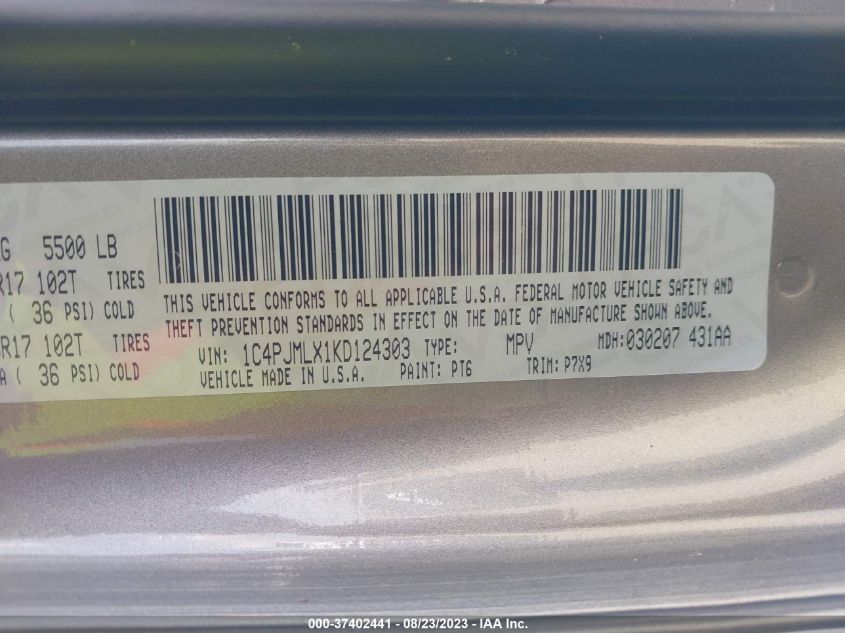 G 5500 LB
R17 102T TIRES
( 36 PSI) COLD
R17 102T TIRES
A ( 36 PSI) COLD
THIS VEHICLE CONFORMS TO ALL APPLICABLE U.S.A. FEDERAL MOTOR VEHICLE SAFETY AND
THEFT PREVENTION STANDARDS IN EFFECT ON THE DATE OF MANUFACTURE SHOWN ABOVE.
VIN: 1C4PJMLX1KD124303 TYPE: MPV MDH: 030207 431AA
VEHICLE MADE IN U.S.A. PAINT: PT6 TRIM: P7X9
000-37402441 - 08/23/2023 - IAA Inc.